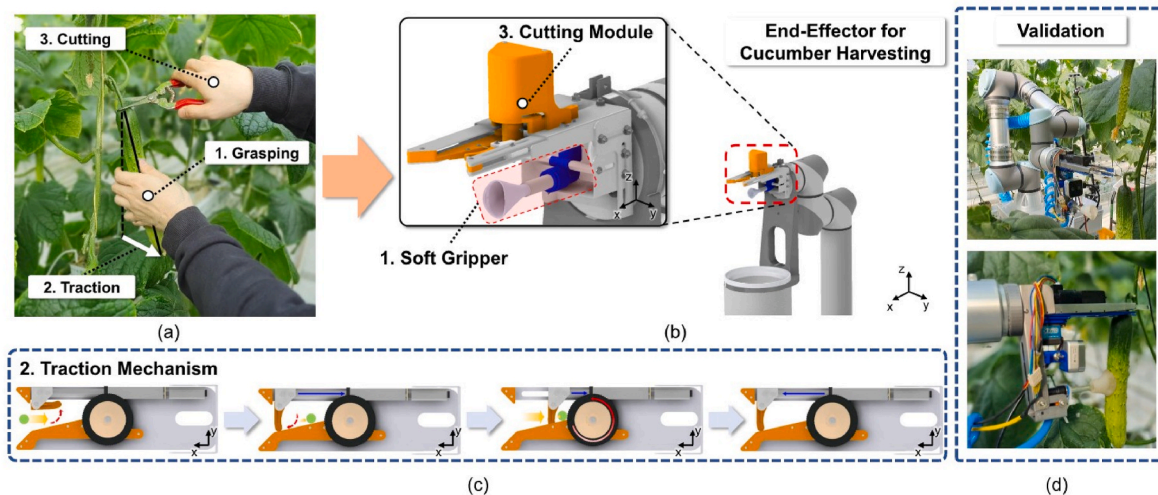 3. Cutting
1. Grasping
2. Traction
(a)
3. Cutting Module
1. Soft Gripper
z
x
y
End-Effector for
Cucumber Harvesting
z
x
y
(b)
Validation
(d)
2. Traction Mechanism
y
x
y
x
y
x
y
x
(c)